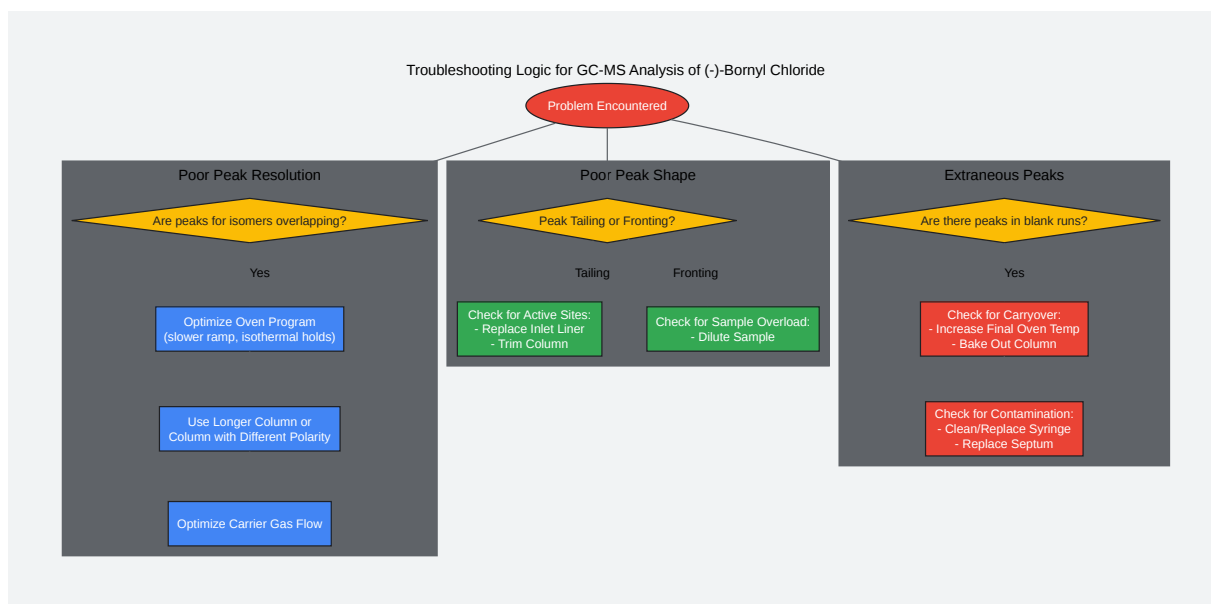 Troubleshooting Logic for GC-MS Analysis of (-)-Bornyl Chloride
Problem Encountered
Poor Peak Resolution
Are peaks for isomers overlapping?
Yes
Optimize Oven Program
(slower ramp, isothermal holds)
Use Longer Column or
Column with Different Polarity
Optimize Carrier Gas Flow
Poor Peak Shape
Peak Tailing or Fronting?
Tailing
Fronting
Check for Active Sites:
- Replace Inlet Liner
- Trim Column
Check for Sample Overload:
- Dilute Sample
Extraneous Peaks
Are there peaks in blank runs?
Yes
Check for Carryover:
- Increase Final Oven Temp
- Bake Out Column
Check for Contamination:
- Clean/Replace Syringe
- Replace Septum